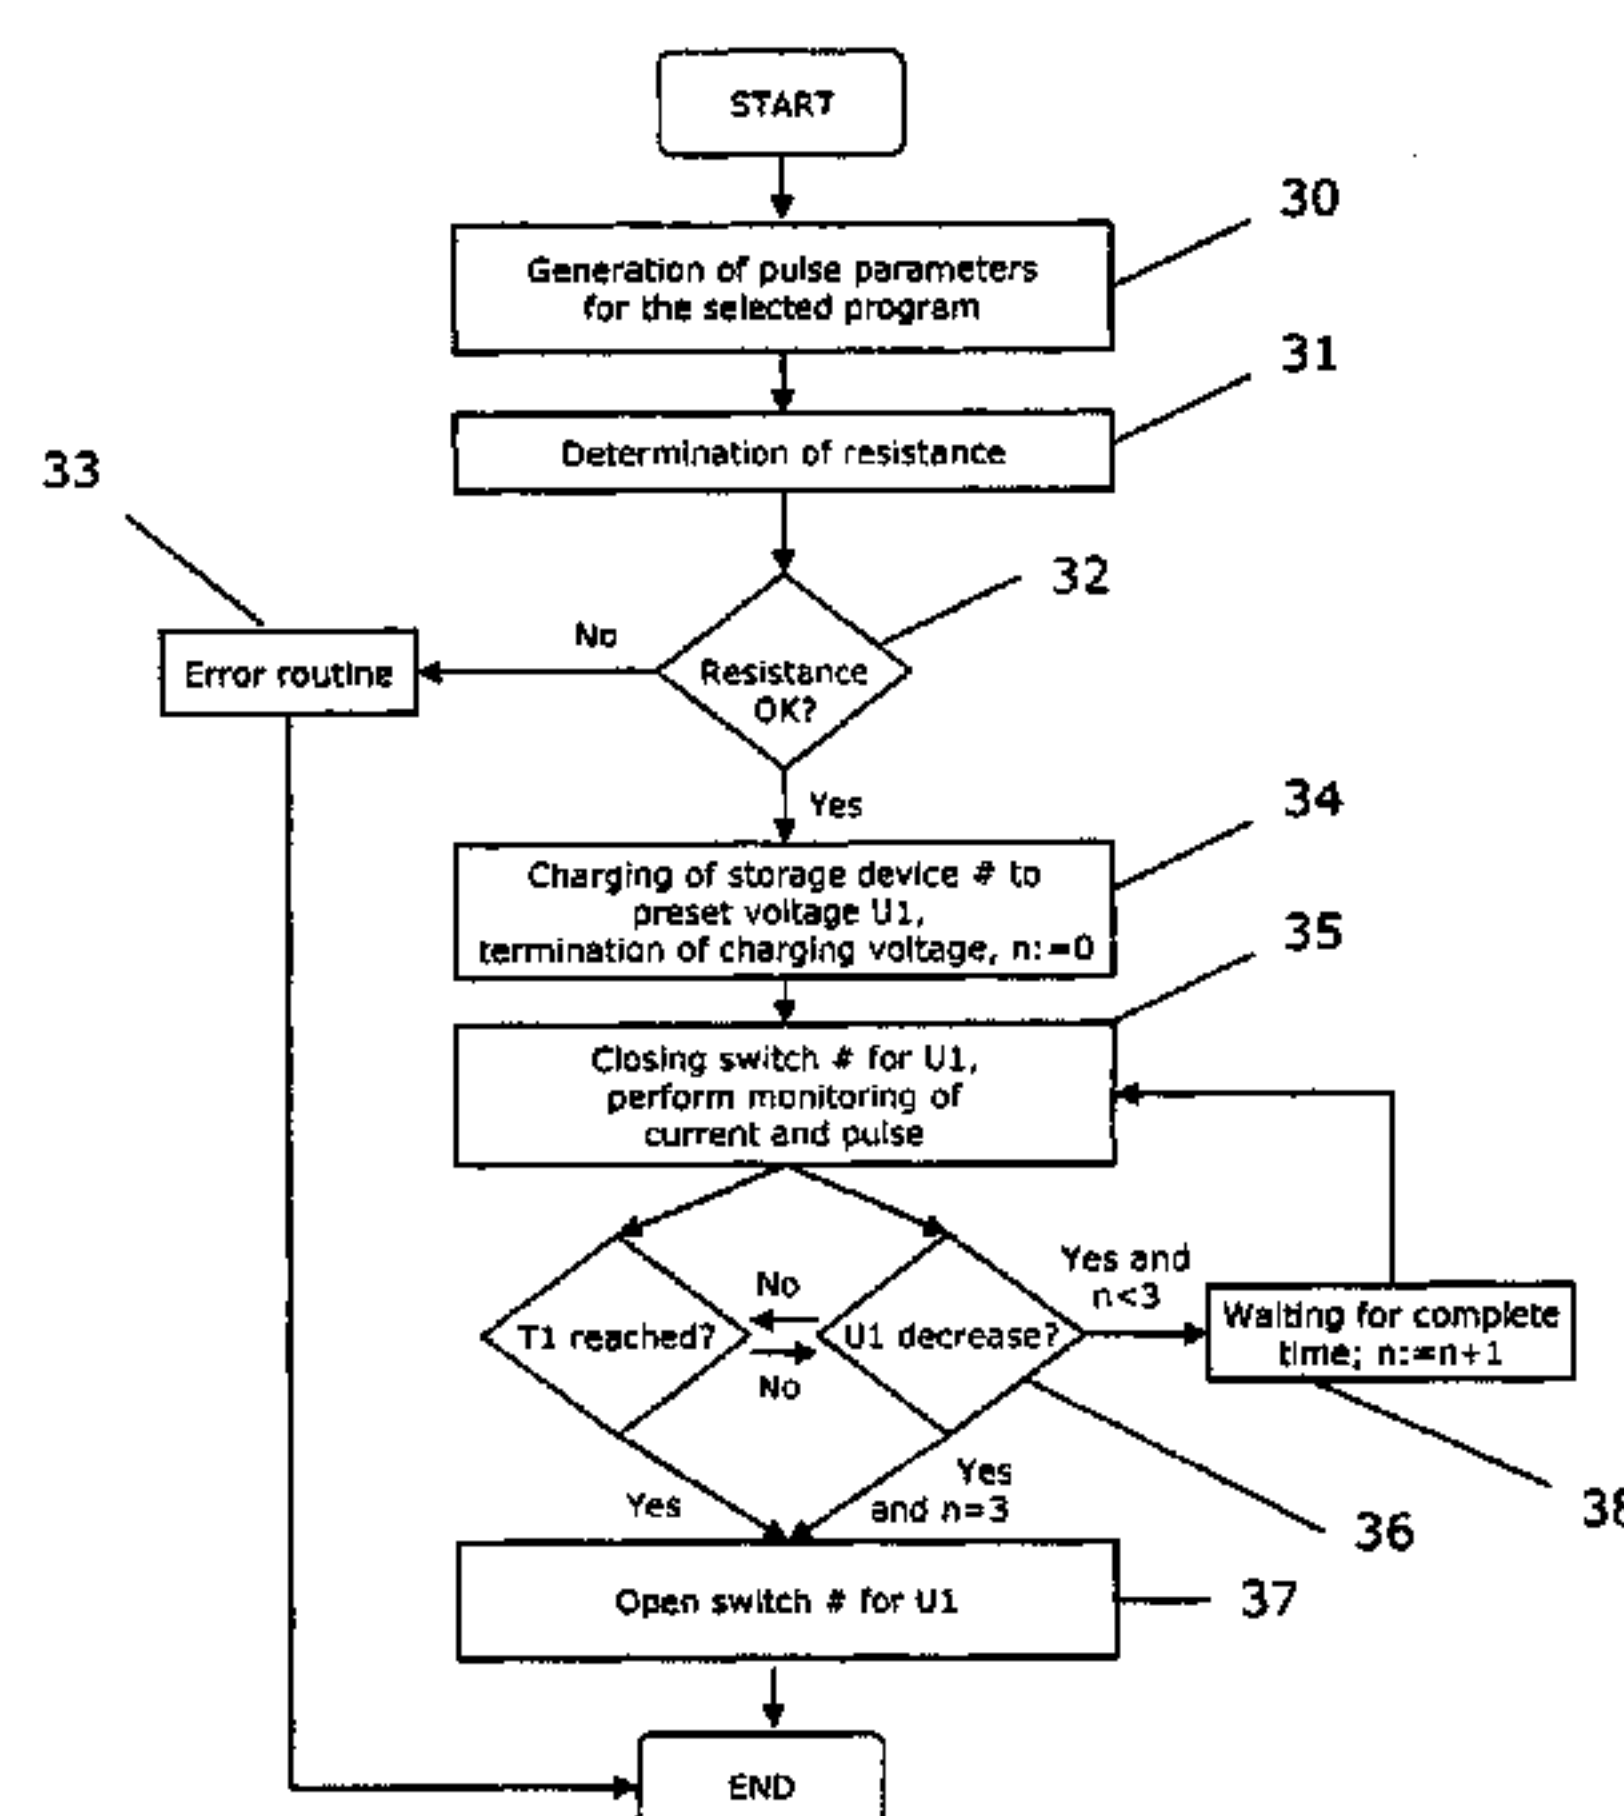 START
30
Generation of pulse parameters
for the selected program
31
Determination of resistance
33
32
No
Error routine
Resistance
OK?
Yes
34
Charging of storage device # to
preset voltage U1,
termination of charging voltage, n:=0
35
Closing switch # for U1,
perform monitoring of
current and pulse
Yes and
n<3
No
T1 reached?
U1 decrease?
No
Waiting for complete
time; n:=n+1
Yes
and n=3
Yes
38
36
Open switch # for U1
37
END